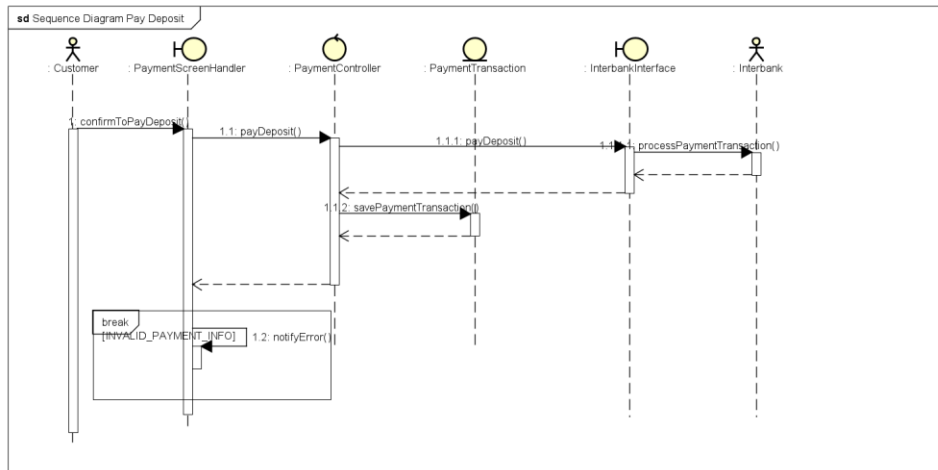 sd Sequence Diagram Pay Deposit
: Customer
: PaymentScreenHandler
: PaymentController
: PaymentTransaction
: InterbankInterface
: Interbank
1: confirmToPayDeposit()
1.1: payDeposit()
1.1.1: payDeposit()
processPaymentTransaction()
1.1.2: savePaymentTransaction()
break
[INVALID_PAYMENT_INFO]
1.2: notifyError()